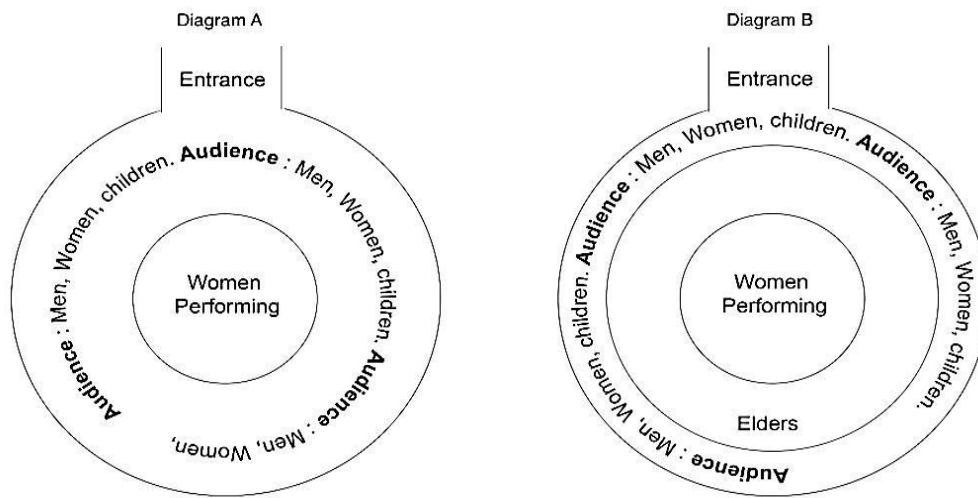 Diagram A
Entrance
Audience : Men, Women, children. Audience : Men, Women, children. Audience : Men, Women,
Women
Performing
Diagram B
Entrance
Audience : Men, Women, children. Audience : Men, Women, children. Audience : Men, Women, children.
Women
Performing
Elders